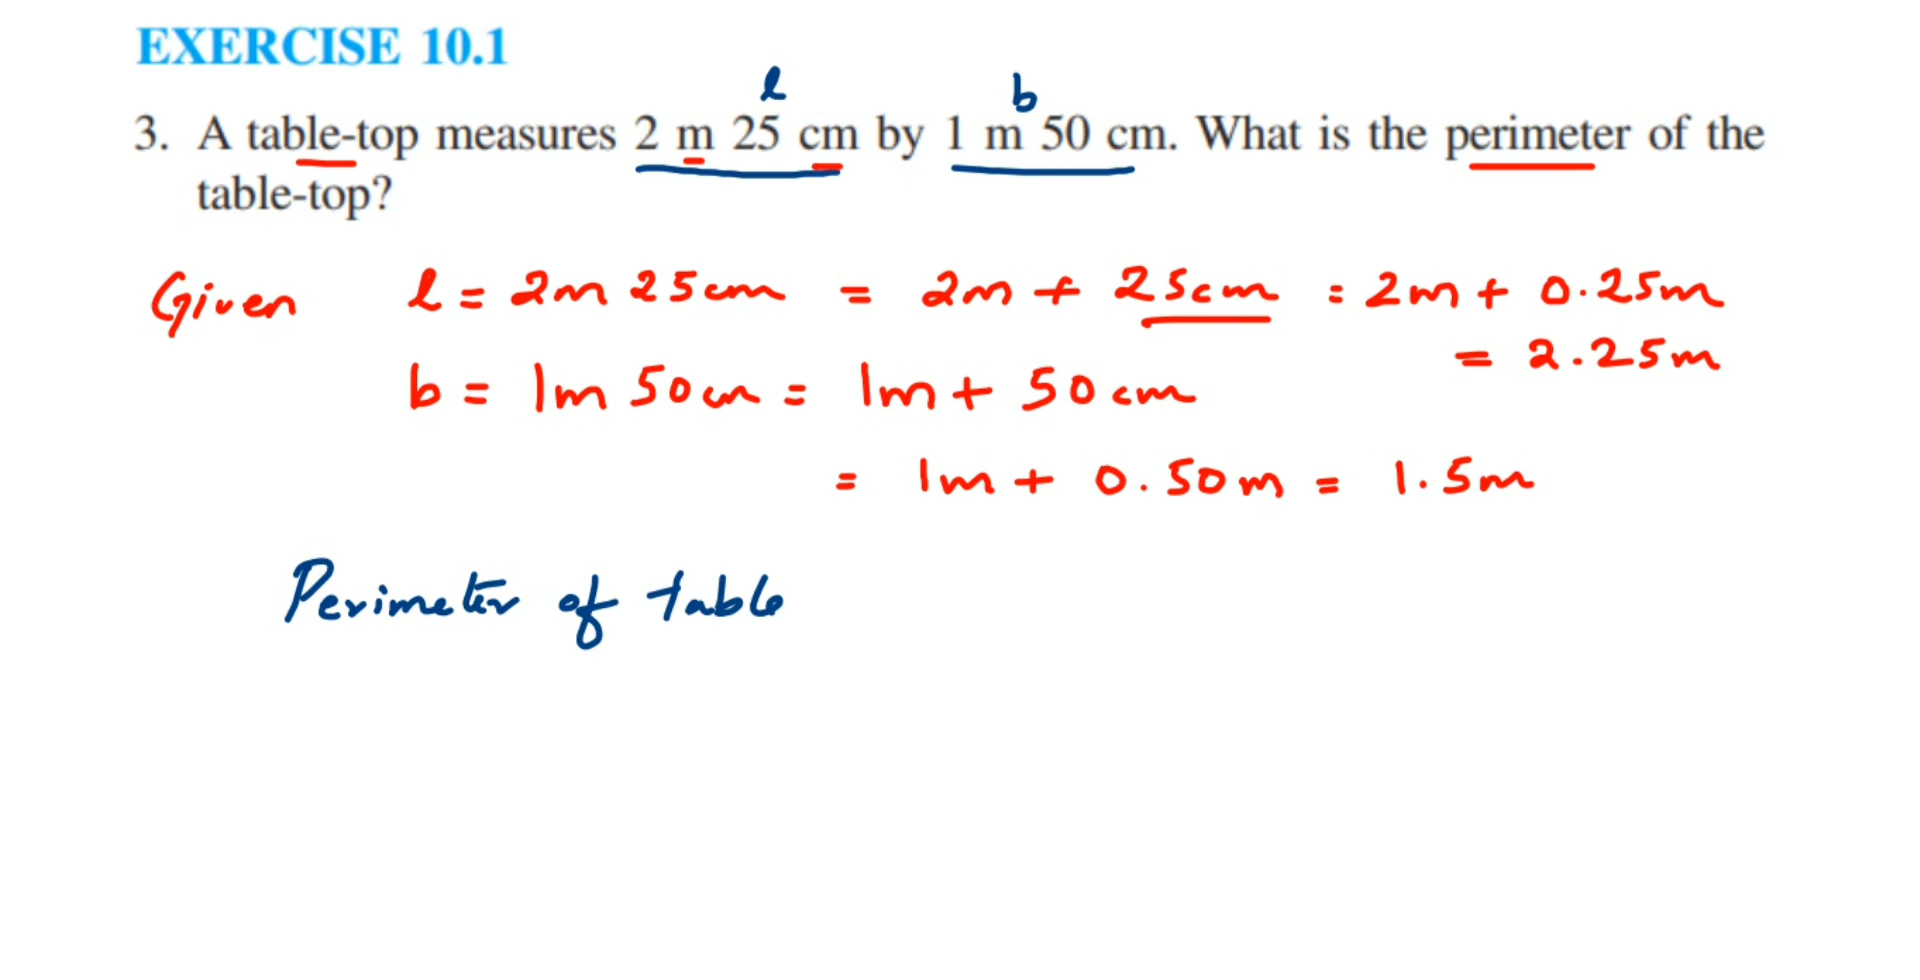 EXERCISE 10.1
l b
3. A table-top measures 2 m 25 cm by 1 m 50 cm. What is the perimeter of the
table-top?
Given l = 2m 25cm = 2m + 25cm = 2m + 0.25m
= 2.25m
b = 1m 50cm = 1m + 50cm
= 1m + 0.50m = 1.5m
Perimeter of table